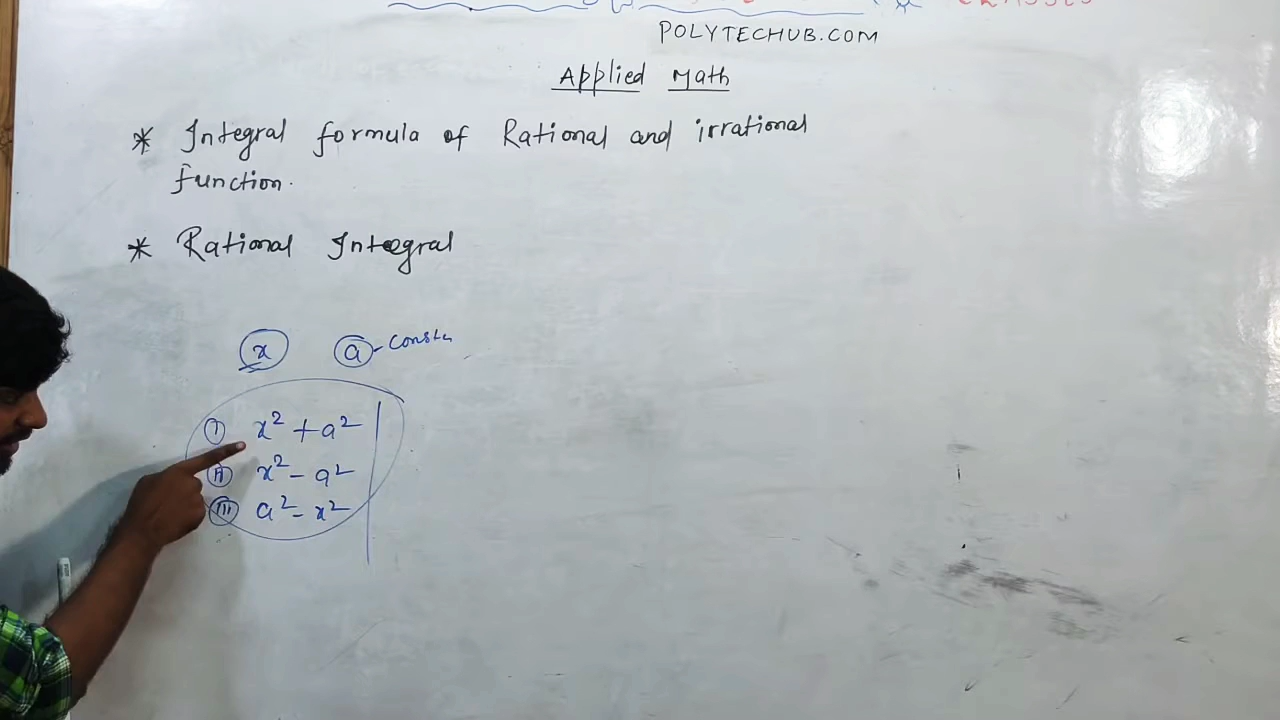 POLYTECHUB.COM
Applied Math
* Integral formula of Rational and irrational
function.
* Rational Integral
x a - Const
I x² + a²
II x² - a²
III a² - x²